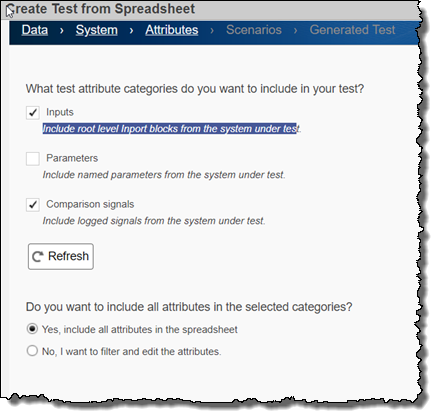 Create Test from Spreadsheet
Data › System › Attributes › Scenarios › Generated Test
What test attribute categories do you want to include in your test?
Inputs
Include root level Inport blocks from the system under test.
Parameters
Include named parameters from the system under test.
Comparison signals
Include logged signals from the system under test.
Refresh
Do you want to include all attributes in the selected categories?
Yes, include all attributes in the spreadsheet
No, I want to filter and edit the attributes.